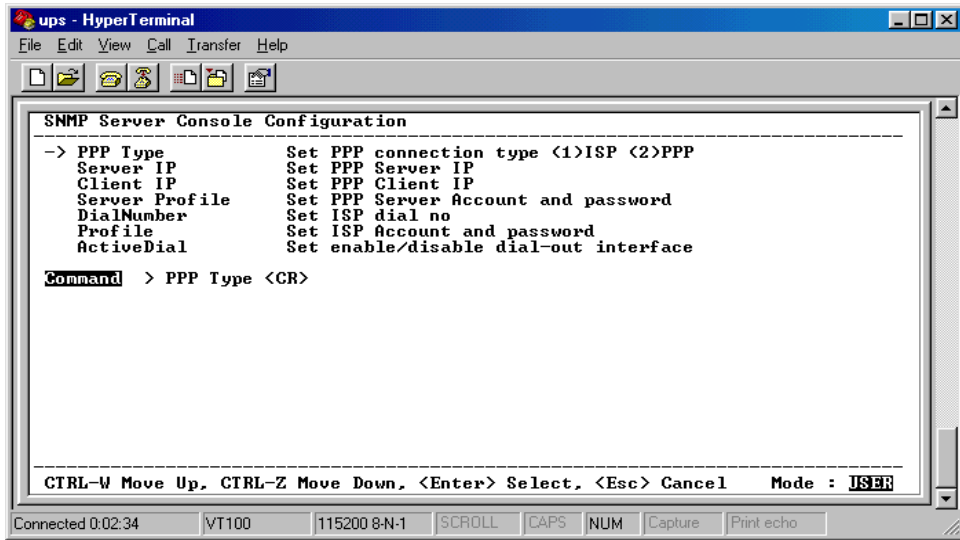 ups - HyperTerminal
File Edit View Call Transfer Help
SNMP Server Console Configuration
-> PPP Type Set PPP connection type <1>ISP <2>PPP
Server IP Set PPP Server IP
Client IP Set PPP Client IP
Server Profile Set PPP Server Account and password
DialNumber Set ISP dial no
Profile Set ISP Account and password
ActiveDial Set enable/disable dial-out interface
Command > PPP Type <CR>
CTRL-W Move Up, CTRL-Z Move Down, <Enter> Select, <Esc> Cancel Mode : USER
Connected 0:02:34 VT100 115200 8-N-1 SCROLL CAPS NUM Capture Print echo